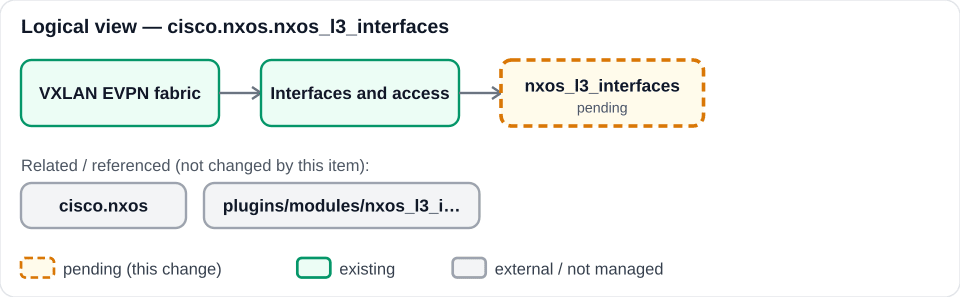 Logical view — cisco.nxos.nxos_l3_interfaces
VXLAN EVPN fabric
Interfaces and access
nxos_l3_interfaces
pending
Related / referenced (not changed by this item):
cisco.nxos
plugins/modules/nxos_l3_i…
pending (this change)
existing
external / not managed